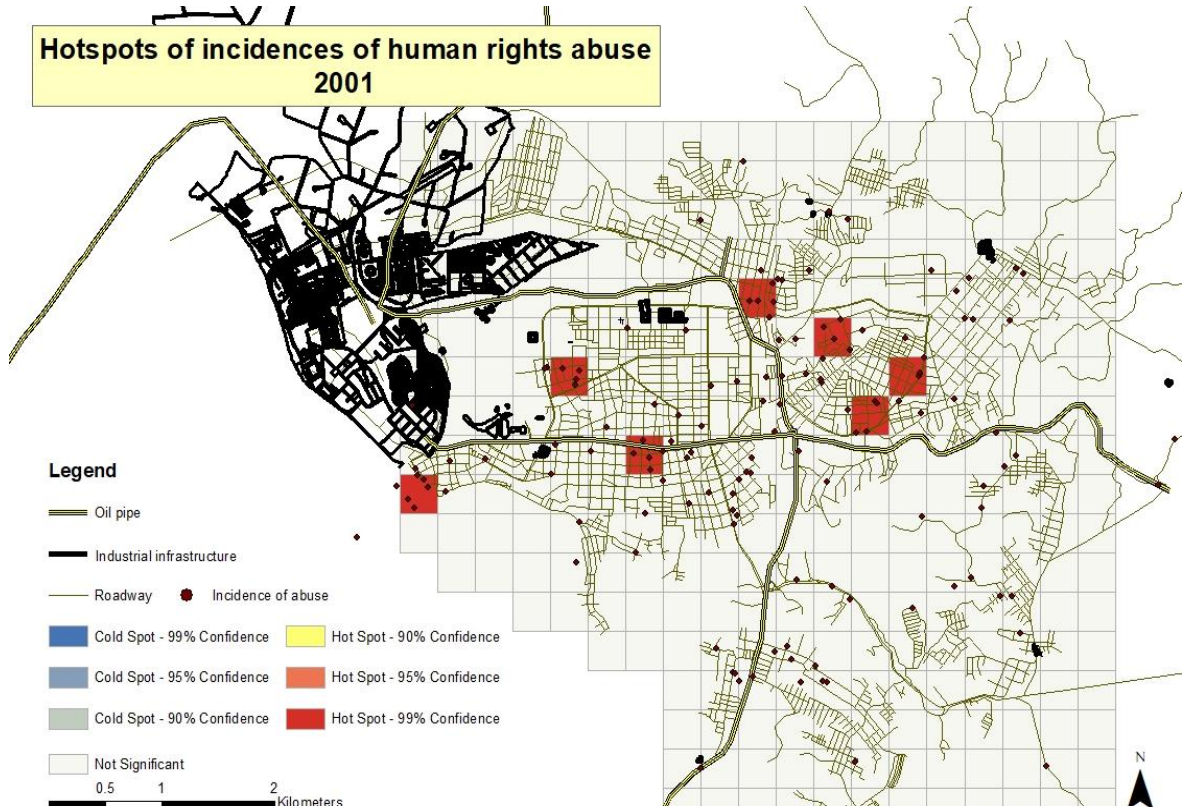 Hotspots of incidences of human rights abuse
2001
Legend
Oil pipe
Industrial infrastructure
Roadway
Incidence of abuse
Cold Spot - 99% Confidence
Hot Spot - 90% Confidence
Cold Spot - 95% Confidence
Hot Spot - 95% Confidence
Cold Spot - 90% Confidence
Hot Spot - 99% Confidence
Not Significant
0.5 1 2
Kilometers
N